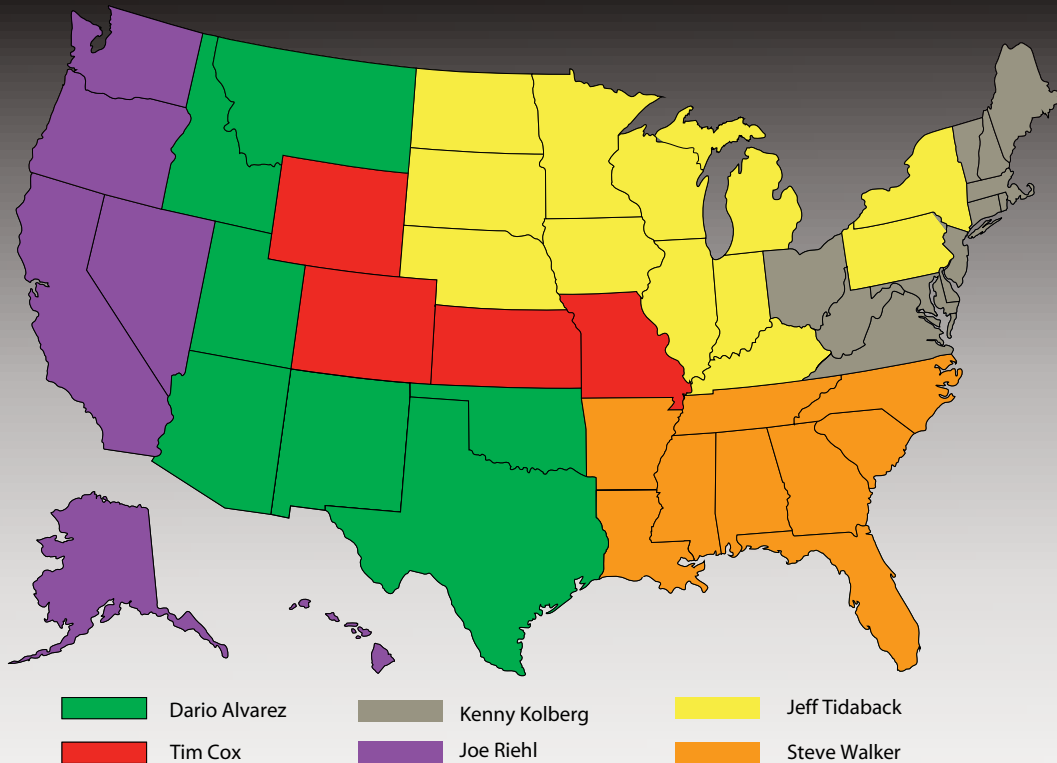 Dario Alvarez
Kenny Kolberg
Jeff Tidaback
Tim Cox
Joe Riehl
Steve Walker